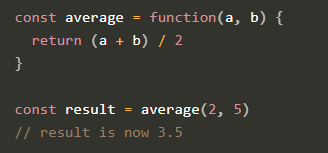 const average = function(a, b) {
  return (a + b) / 2
}

const result = average(2, 5)
// result is now 3.5